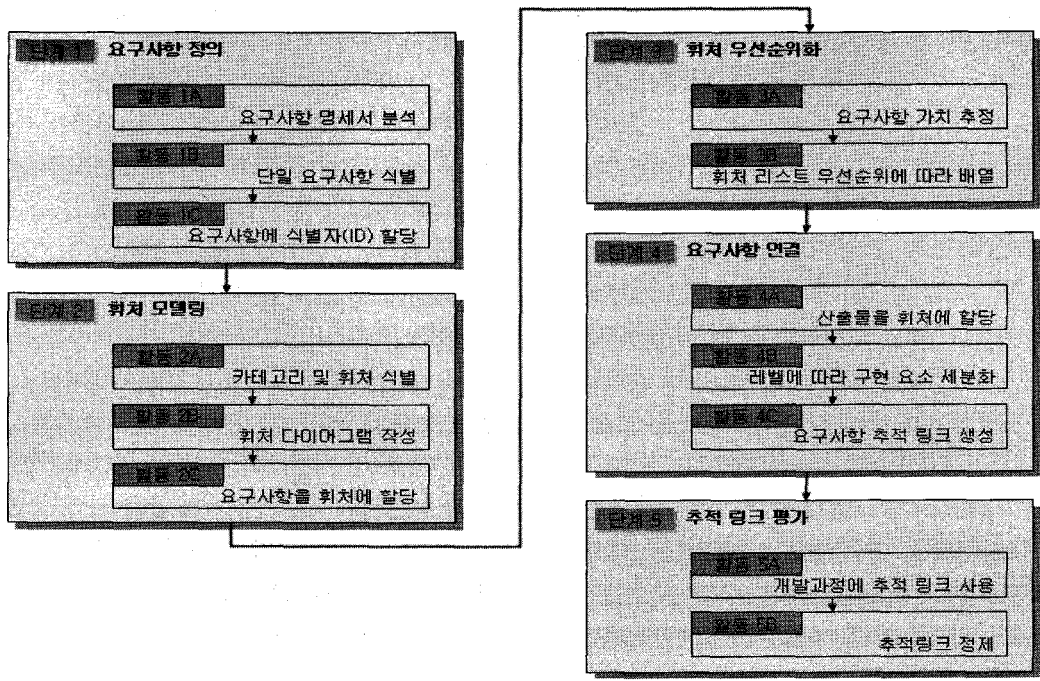 단계 1 요구사항 정의
활동 1A
요구사항 명세서 분석
활동 1B
단일 요구사항 식별
활동 1C
요구사항에 식별자(ID) 할당
단계 2 휘처 모델링
활동 2A
카테고리 및 휘처 식별
활동 2B
휘처 다이어그램 작성
활동 2C
요구사항을 휘처에 할당
단계 3 휘처 우선순위화
활동 3A
요구사항 가치 추정
활동 3B
휘처 리스트 우선순위에 따라 배열
단계 4 요구사항 연결
활동 4A
산출물을 휘처에 할당
활동 4B
레벨에 따라 구현 요소 세분화
활동 4C
요구사항 추적 링크 생성
단계 5 추적 링크 평가
활동 5A
개발과정에 추적 링크 사용
활동 5B
추적링크 정제